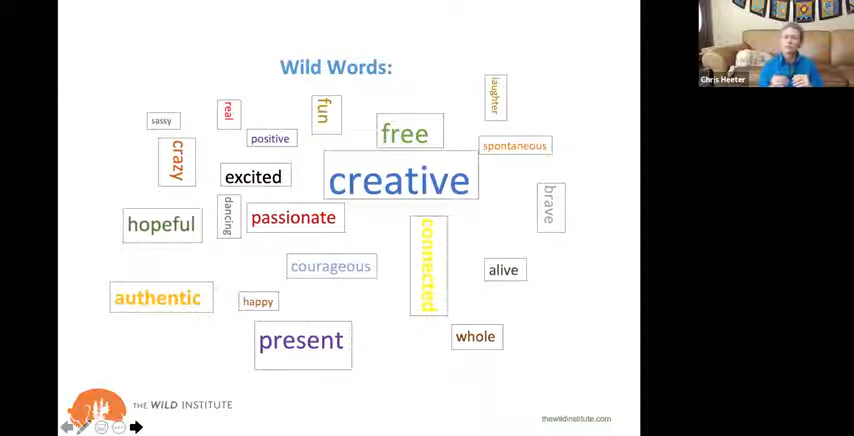 Wild Words:
Chris Heeter
laughter
sassy
real
fun
free
positive
spontaneous
crazy
excited
creative
brave
hopeful
dancing
passionate
connected
courageous
alive
authentic
happy
present
whole
THE WILD INSTITUTE
thewildinstitute.com